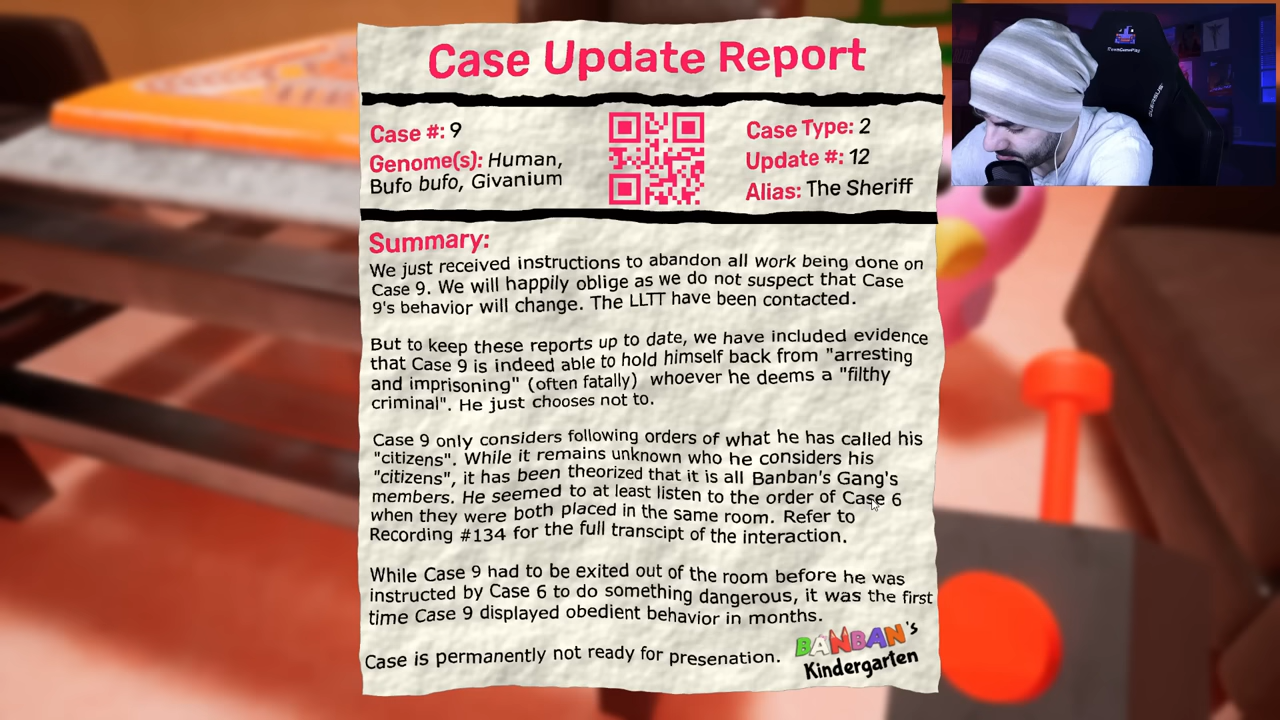 Case Update Report
Case #: 9
Genome(s): Human,
Bufo bufo, Givanium
Case Type: 2
Update #: 12
Alias: The Sheriff
Summary:
We just received instructions to abandon all work being done on
Case 9. We will happily oblige as we do not suspect that Case
9's behavior will change. The LLTT have been contacted.
But to keep these reports up to date, we have included evidence
that Case 9 is indeed able to hold himself back from "arresting
and imprisoning" (often fatally) whoever he deems a "filthy
criminal". He just chooses not to.
Case 9 only considers following orders of what he has called his
"citizens". While it remains unknown who he considers his
"citizens", it has been theorized that it is all Banban's Gang's
members. He seemed to at least listen to the order of Case 6
when they were both placed in the same room. Refer to
Recording #134 for the full transcipt of the interaction.
While Case 9 had to be exited out of the room before he was
instructed by Case 6 to do something dangerous, it was the first
time Case 9 displayed obedient behavior in months.
Case is permanently not ready for presenation.
BANBAN's
Kindergarten